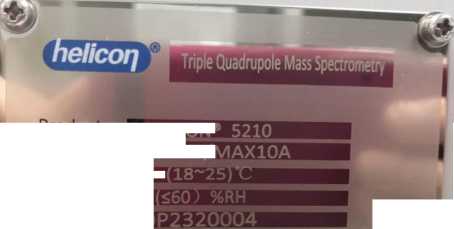 helicon®
Triple Quadrupole Mass Spectrometry
® 5210
MAX10A
(18~25)℃
(≤60) %RH
P2320004